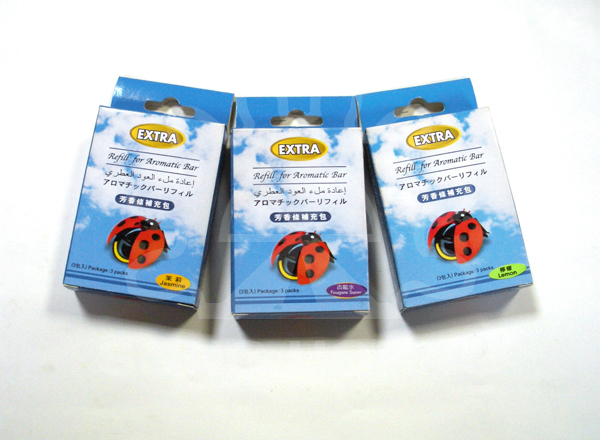 EXTRA
Refill for Aromatic Bar
إعادة ملء العود العطري
アロマチックバーリフィル
芳香條補充包
(3包入) Package : 3 packs
茉莉
Jasmine
EXTRA
Refill for Aromatic Bar
إعادة ملء العود العطري
アロマチックバーリフィル
芳香條補充包
(3包入) Package : 3 packs
古龍水
Fougere Super
EXTRA
Refill for Aromatic Bar
إعادة ملء العود العطري
アロマチックバーリフィル
芳香條補充包
(3包入) Package : 3 packs
檸檬
Lemon